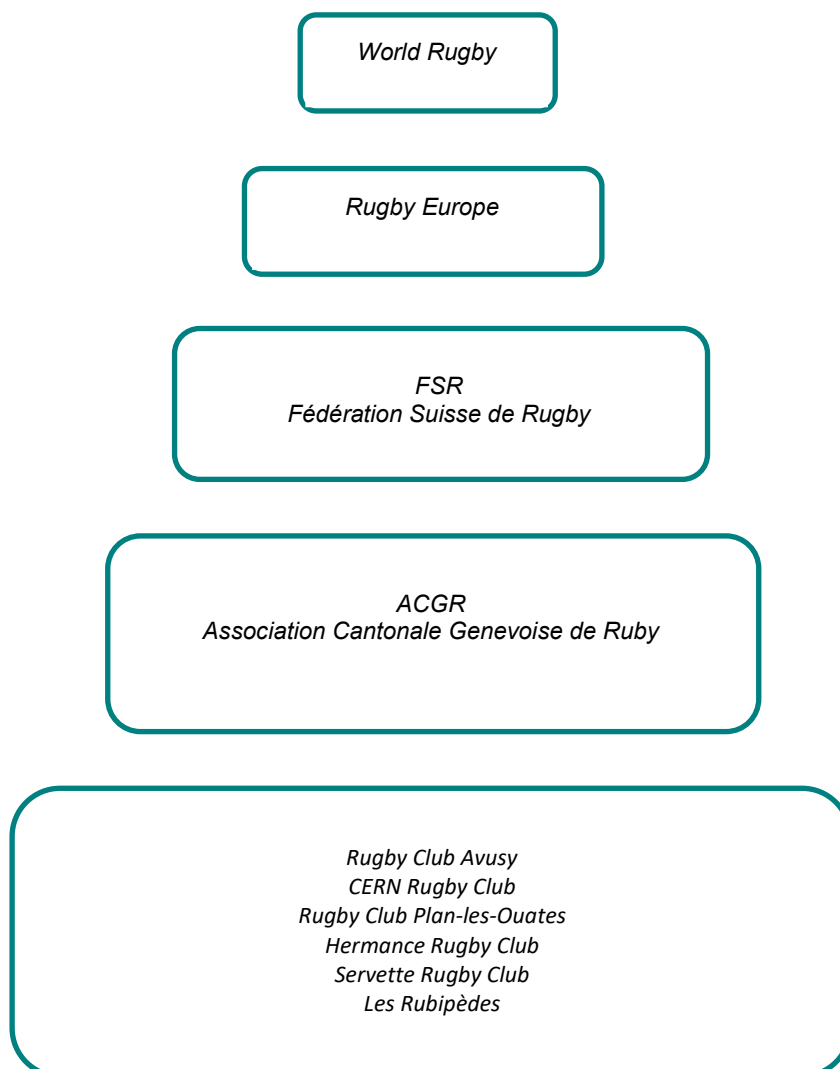 World Rugby
Rugby Europe
FSR
Fédération Suisse de Rugby
ACGR
Association Cantonale Genevoise de Ruby
Rugby Club Avusy
CERN Rugby Club
Rugby Club Plan-les-Ouates
Hermance Rugby Club
Servette Rugby Club
Les Rubipèdes